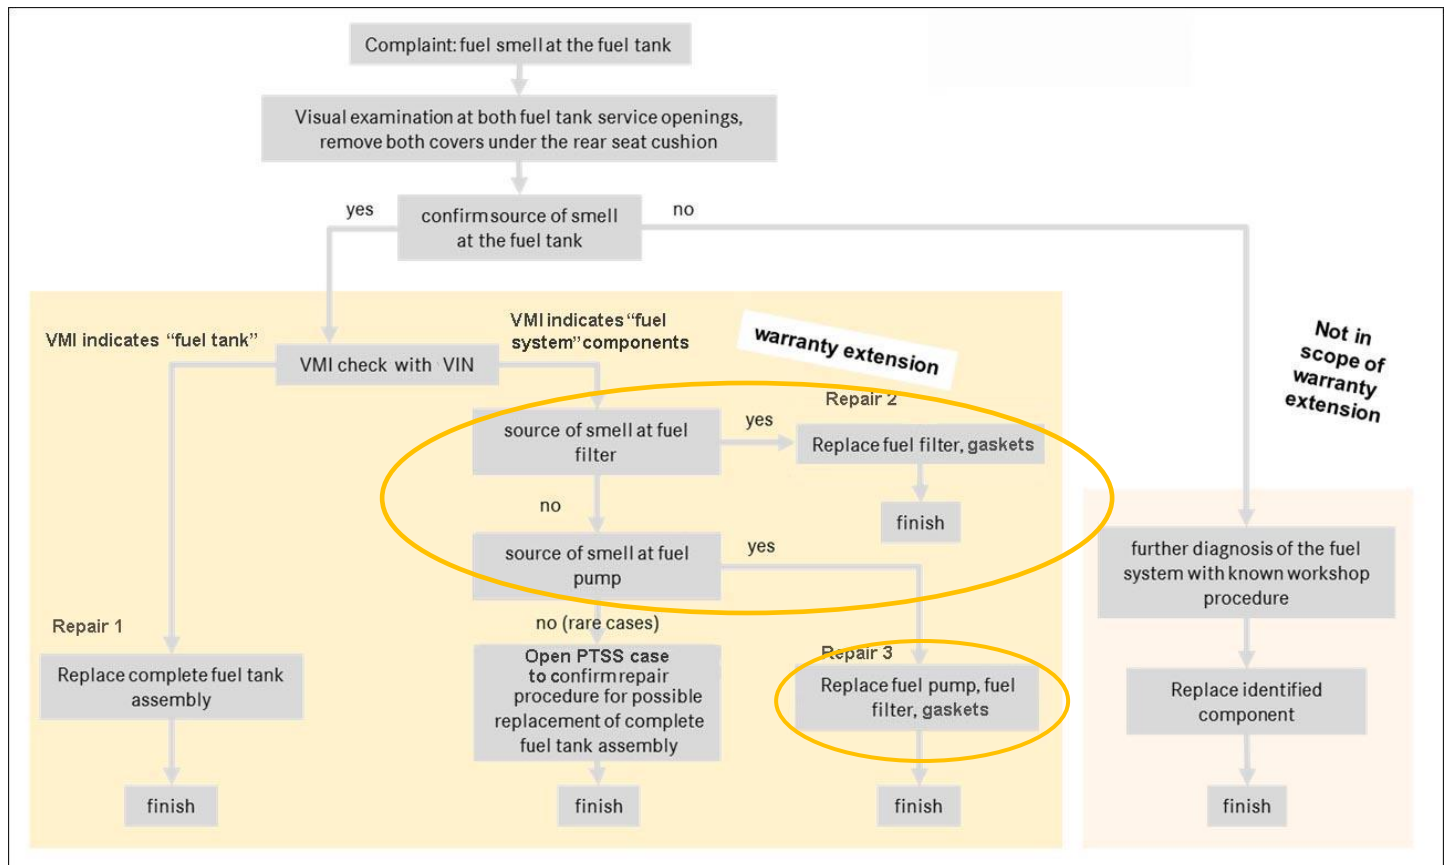 Complaint: fuel smell at the fuel tank
Visual examination at both fuel tank service openings,
remove both covers under the rear seat cushion
yes
confirm source of smell
at the fuel tank
no
VMI indicates “fuel tank”
VMI indicates “fuel
system” components
VMI check with VIN
warranty extension
Not in
scope of
warranty
extension
source of smell at fuel
filter
yes
Repair 2
Replace fuel filter, gaskets
finish
no
source of smell at fuel
pump
yes
further diagnosis of the fuel
system with known workshop
procedure
Repair 1
Replace complete fuel tank
assembly
finish
no (rare cases)
Open PTSS case
to confirm repair
procedure for possible
replacement of complete
fuel tank assembly
finish
Repair 3
Replace fuel pump, fuel
filter, gaskets
finish
Replace identified
component
finish